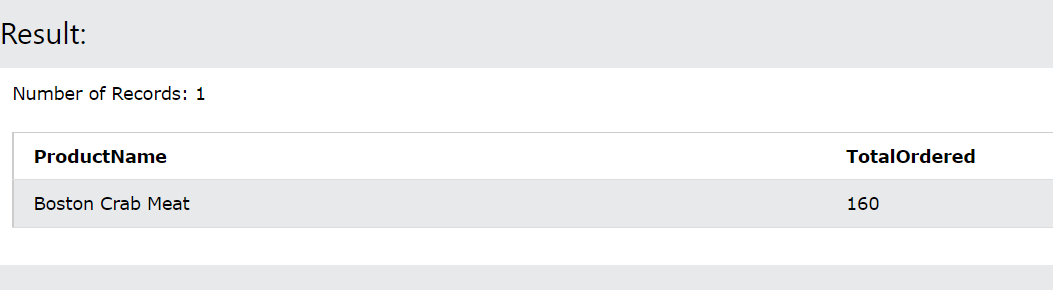 Result:
Number of Records: 1
ProductName TotalOrdered
Boston Crab Meat 160